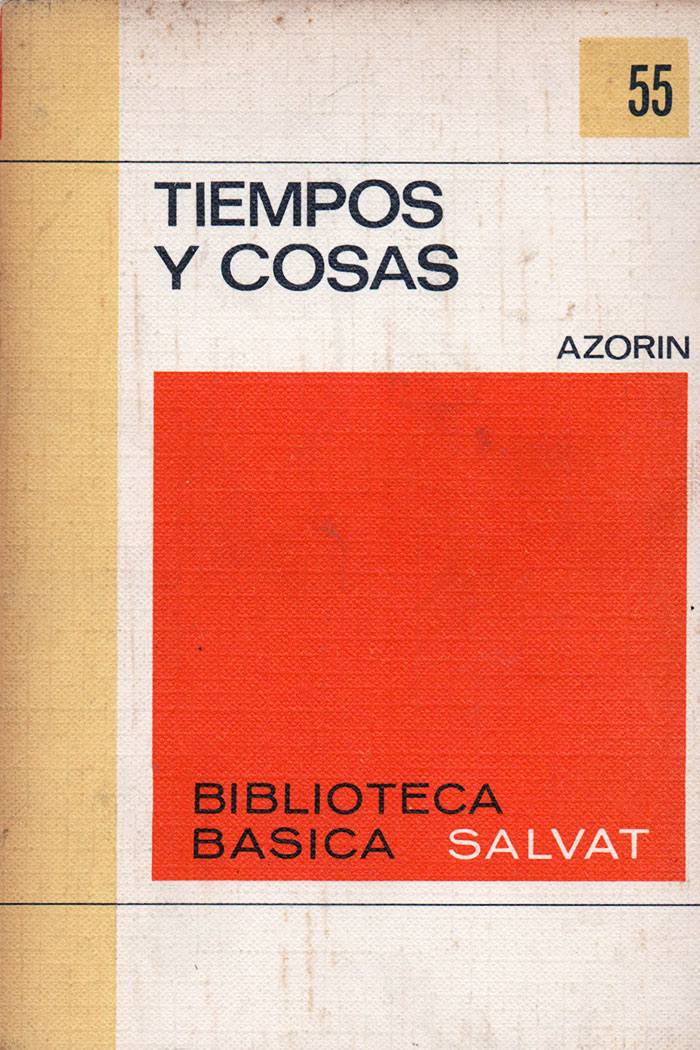 55
TIEMPOS
Y COSAS
AZORIN
BIBLIOTECA
BASICA SALVAT